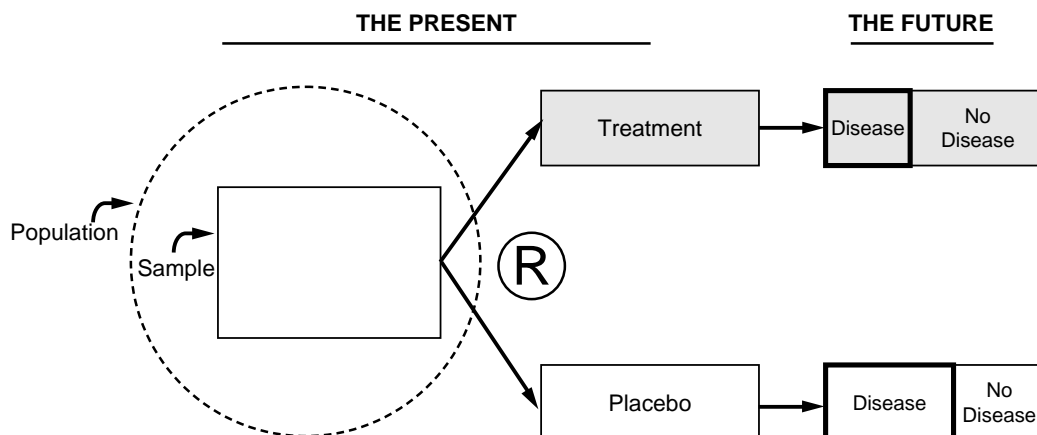 THE PRESENT
THE FUTURE
Treatment
Disease
No
Disease
Population
Sample
R
Placebo
Disease
No
Disease